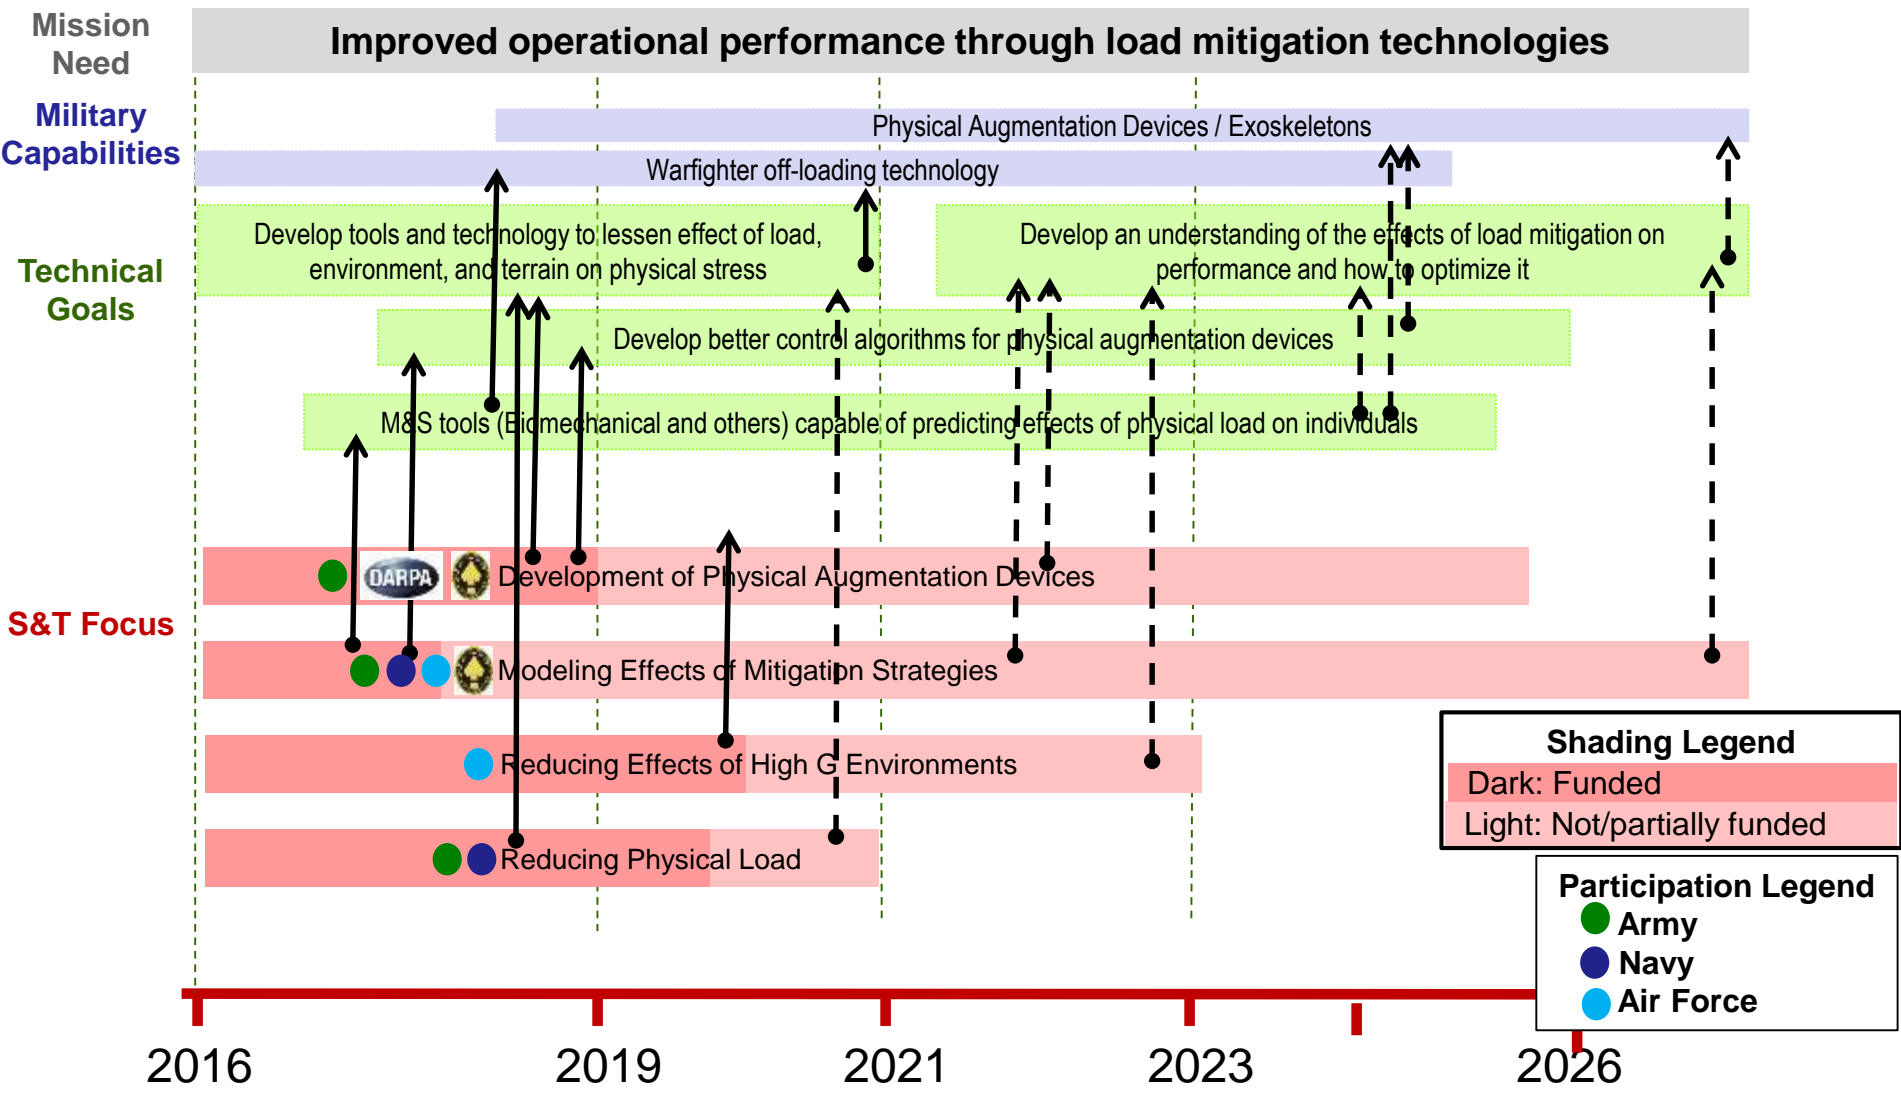 Mission
Need
Improved operational performance through load mitigation technologies
Military
Capabilities
Physical Augmentation Devices / Exoskeletons
Warfighter off-loading technology
Technical
Goals
Develop tools and technology to lessen effect of load,
environment, and terrain on physical stress
Develop an understanding of the effects of load mitigation on
performance and how to optimize it
Develop better control algorithms for physical augmentation devices
M&S tools (Biomechanical and others) capable of predicting effects of physical load on individuals
S&T Focus
DARPA
Development of Physical Augmentation Devices
Modeling Effects of Mitigation Strategies
Reducing Effects of High G Environments
Reducing Physical Load
Shading Legend
Dark: Funded
Light: Not/partially funded
Participation Legend
Army
Navy
Air Force
2016
2019
2021
2023
2026